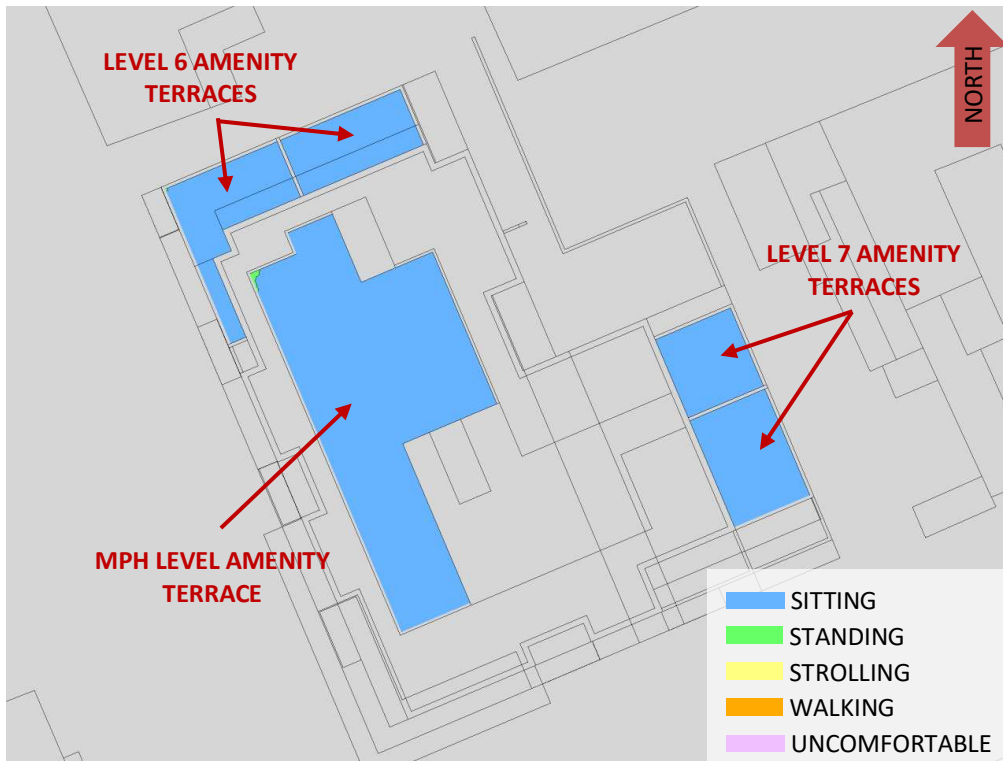 LEVEL 6 AMENITY
TERRACES
NORTH
LEVEL 7 AMENITY
TERRACES
MPH LEVEL AMENITY
TERRACE
SITTING
STANDING
STROLLING
WALKING
UNCOMFORTABLE